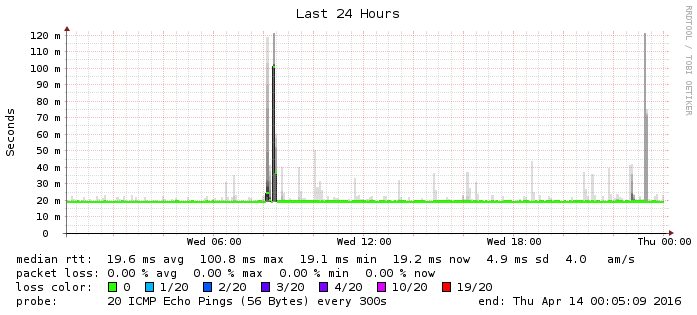 Last 24 Hours
RRDTOOL / TOBI OETIKER
Seconds
120 m
110 m
100 m
90 m
80 m
70 m
60 m
50 m
40 m
30 m
20 m
10 m
0
Wed 06:00 Wed 12:00 Wed 18:00 Thu 00:00
median rtt: 19.6 ms avg 100.8 ms max 19.1 ms min 19.2 ms now 4.9 ms sd 4.0 am/s
packet loss: 0.00 % avg 0.00 % max 0.00 % min 0.00 % now
loss color: 0 1/20 2/20 3/20 4/20 10/20 19/20
probe: 20 ICMP Echo Pings (56 Bytes) every 300s end: Thu Apr 14 00:05:09 2016